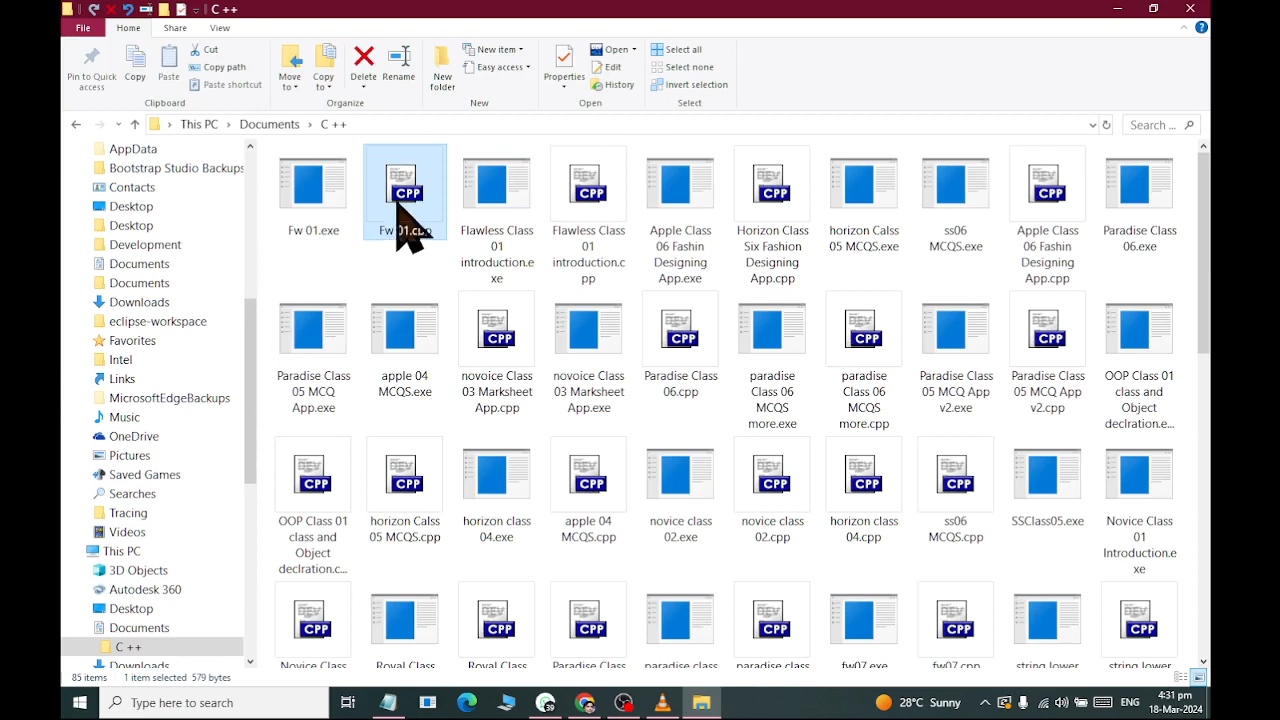 C ++
File Home Share View
Pin to Quick access
Copy
Paste
Cut
Copy path
Paste shortcut
Clipboard
Move to
Copy to
Delete
Rename
Organize
New folder
New item
Easy access
New
Properties
Open
Edit
History
Open
Select all
Select none
Invert selection
Select
This PC > Documents > C ++
Search ...
AppData
Bootstrap Studio Backups
Contacts
Desktop
Desktop
Development
Documents
Documents
Downloads
eclipse-workspace
Favorites
Intel
Links
MicrosoftEdgeBackups
Music
OneDrive
Pictures
Saved Games
Searches
Tracing
Videos
This PC
3D Objects
Autodesk 360
Desktop
Documents
C ++
Downloads
Fw 01.exe
Fw 01.cpp
Flawless Class
01
introduction.e
xe
Flawless Class
01
introduction.c
pp
Apple Class
06 Fashin
Designing
App.exe
Horizon Class
Six Fashion
Designing
App.cpp
horizon Calss
05 MCQS.exe
ss06
MCQS.exe
Apple Class
06 Fashin
Designing
App.cpp
Paradise Class
06.exe
Paradise Class
05 MCQ
App.exe
apple 04
MCQS.exe
novoice Class
03 Marksheet
App.cpp
novoice Class
03 Marksheet
App.exe
Paradise Class
06.cpp
paradise
Class 06
MCQS
more.exe
paradise
Class 06
MCQS
more.cpp
Paradise Class
05 MCQ App
v2.exe
Paradise Class
05 MCQ App
v2.cpp
OOP Class 01
class and
Object
declration.e...
OOP Class 01
class and
Object
declration.c...
horizon Calss
05 MCQS.cpp
horizon class
04.exe
apple 04
MCQS.cpp
novice class
02.exe
novice class
02.cpp
horizon class
04.cpp
ss06
MCQS.cpp
SSClass05.exe
Novice Class
01
Introduction.e
xe
Novice Class
Royal Class
Royal Class
Paradise Class
paradise class
paradise class
fw07.exe
fw07.cpp
string lower
string lower
85 items 1 item selected 579 bytes
Type here to search
28°C Sunny
ENG
4:31 pm
18-Mar-2024